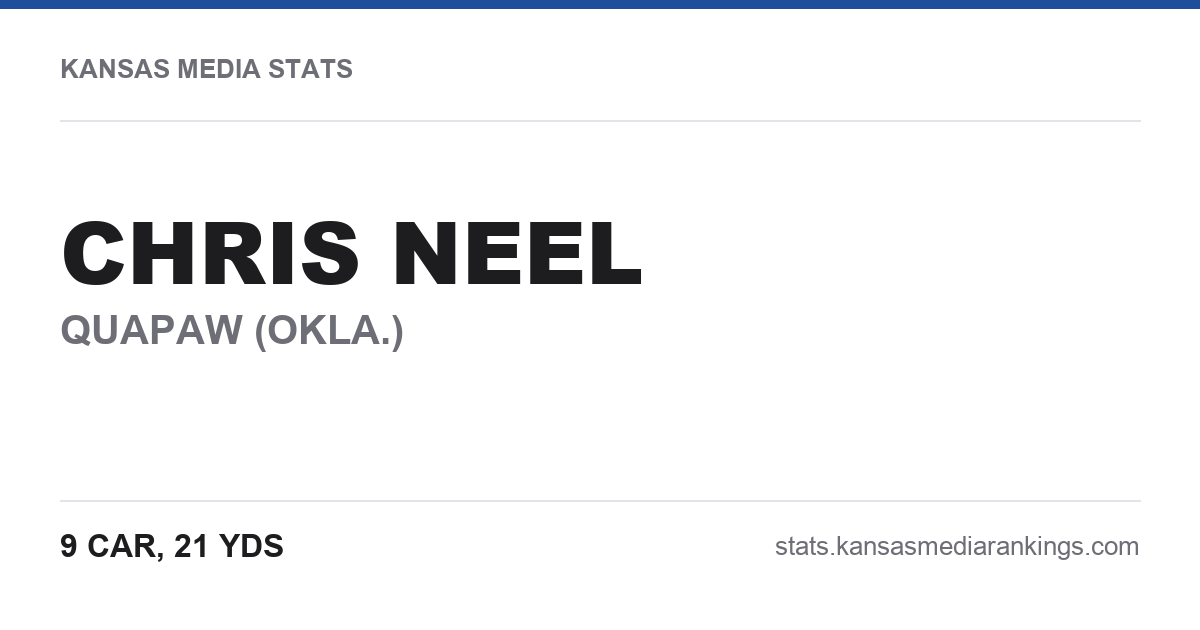 KANSAS MEDIA STATS
CHRIS NEEL
QUAPAW (OKLA.)
9 CAR, 21 YDS
stats.kansasmediarankings.com